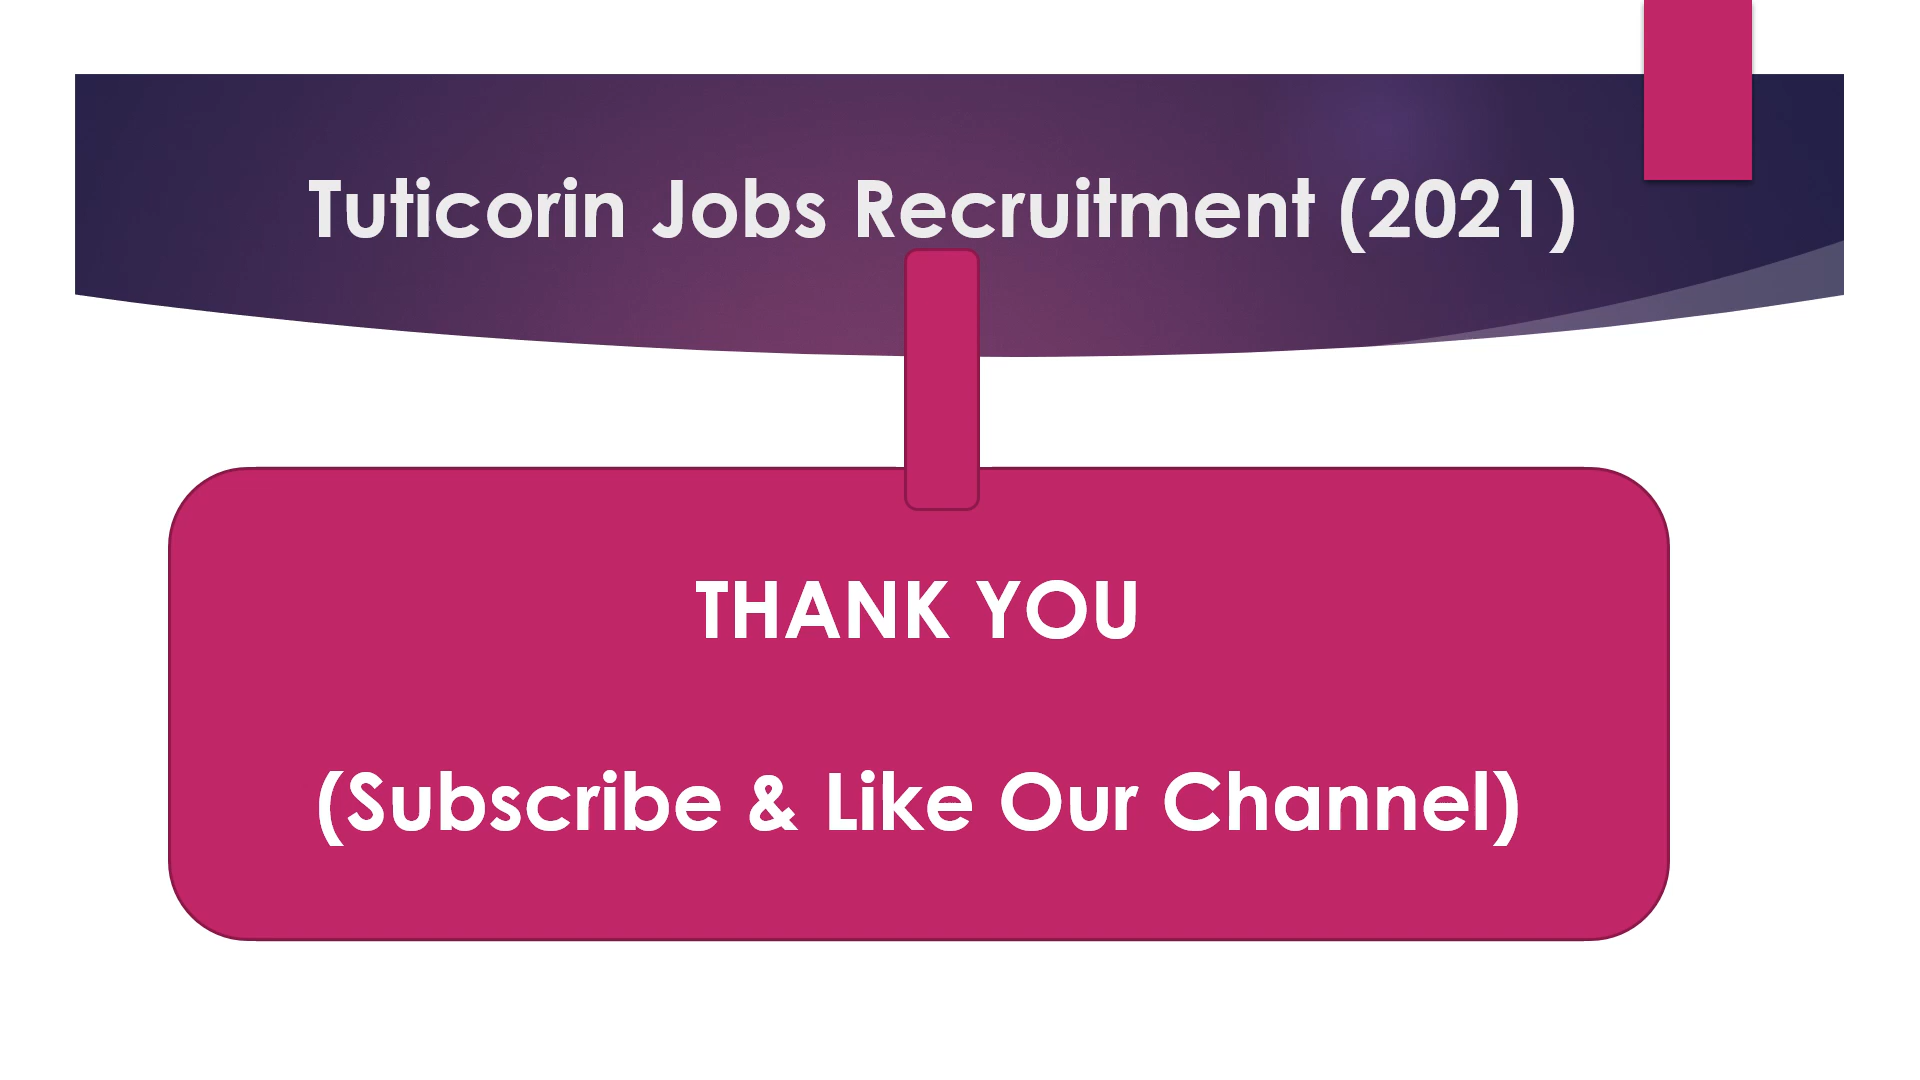 Tuticorin Jobs Recruitment (2021)
THANK YOU
(Subscribe & Like Our Channel)